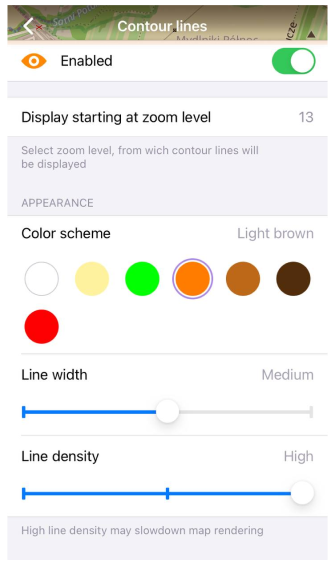 Contour lines
Enabled
Display starting at zoom level 13
Select zoom level, from wich contour lines will
be displayed
APPEARANCE
Color scheme Light brown
Line width Medium
Line density High
High line density may slowdown map rendering